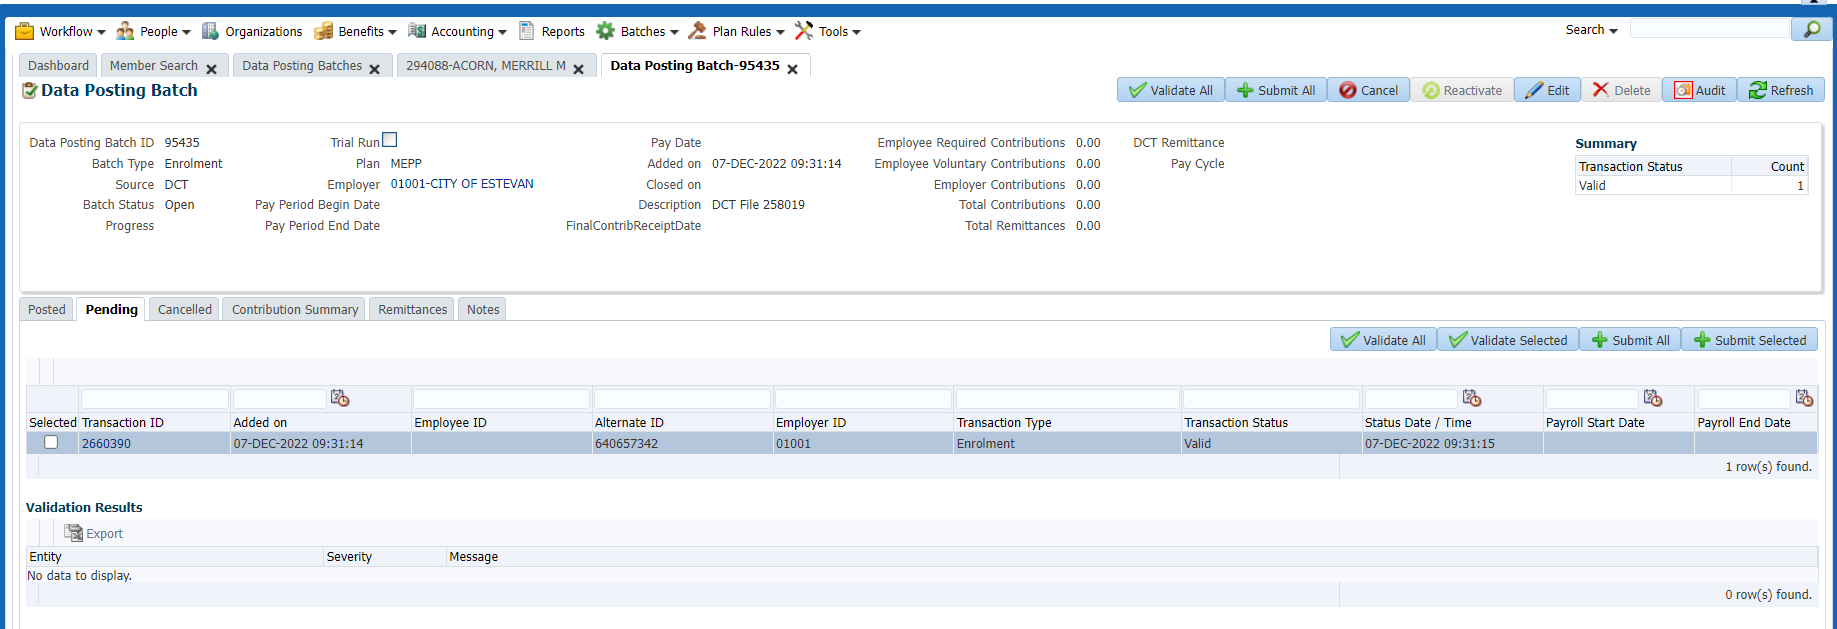 Workflow People Organizations Benefits Accounting Reports Batches Plan Rules Tools Search
Dashboard Member Search Data Posting Batches 294088-ACORN, MERRILL M Data Posting Batch-95435
Data Posting Batch Validate All Submit All Cancel Reactivate Edit Delete Audit Refresh
Data Posting Batch ID 95435 Trial Run Pay Date Employee Required Contributions 0.00 DCT Remittance Summary
Batch Type Enrolment Plan MEPP Added on 07-DEC-2022 09:31:14 Employee Voluntary Contributions 0.00 Pay Cycle Transaction Status Count
Source DCT Employer 01001-CITY OF ESTEVAN Closed on Employer Contributions 0.00 Valid 1
Batch Status Open Pay Period Begin Date Description DCT File 258019 Total Contributions 0.00
Progress Pay Period End Date FinalContribReceiptDate Total Remittances 0.00
Posted Pending Cancelled Contribution Summary Remittances Notes
Validate All Validate Selected Submit All Submit Selected
Selected Transaction ID Added on Employee ID Alternate ID Employer ID Transaction Type Transaction Status Status Date / Time Payroll Start Date Payroll End Date
2660390 07-DEC-2022 09:31:14 640657342 01001 Enrolment Valid 07-DEC-2022 09:31:15
1 row(s) found.
Validation Results
Export
Entity Severity Message
No data to display.
0 row(s) found.